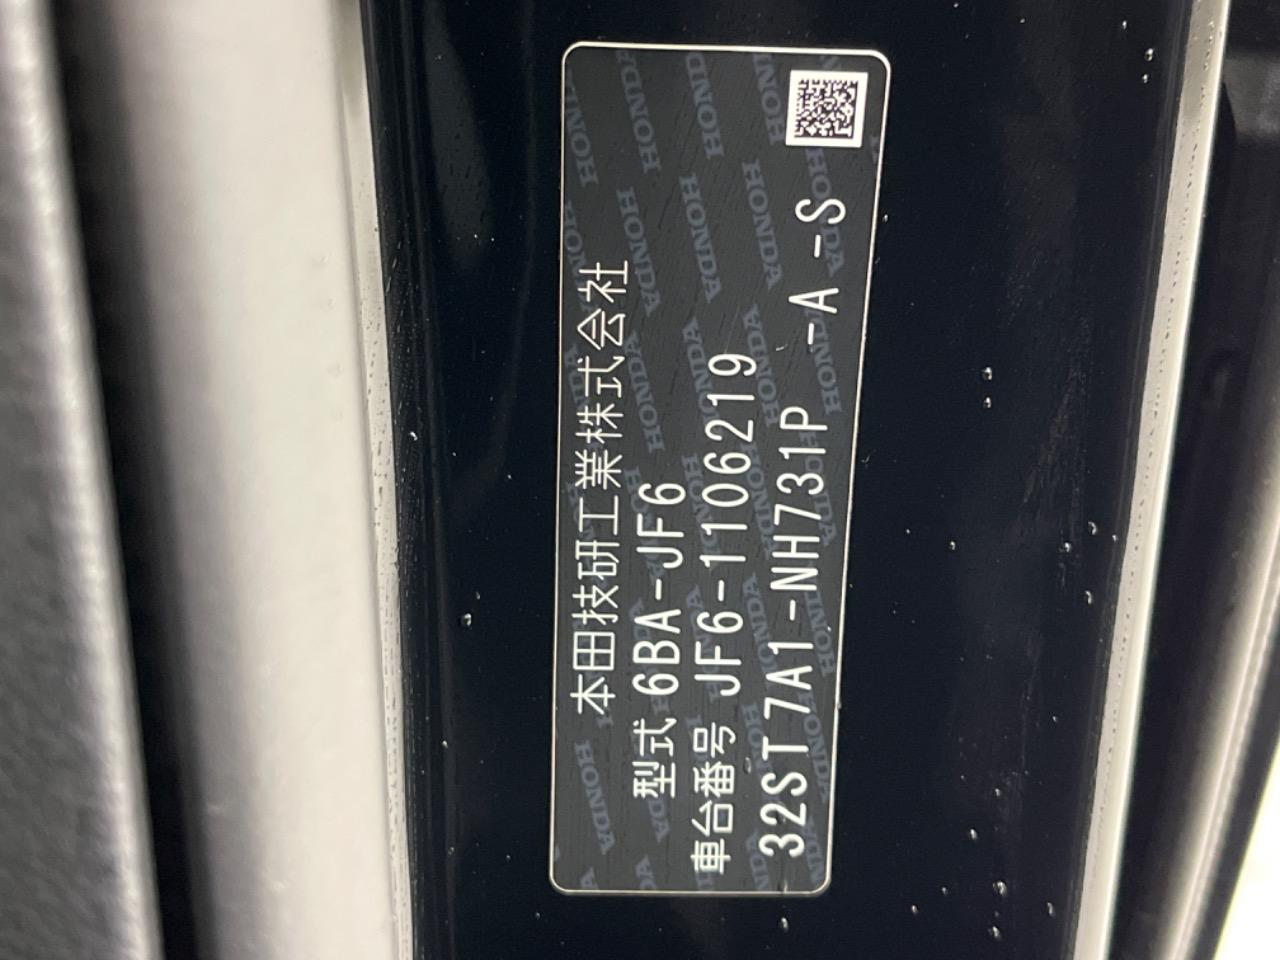 本田技研工業株式会社
型式 6BA-JF6
車台番号 JF6-1106219
32ST7A1-NH731P -A -S